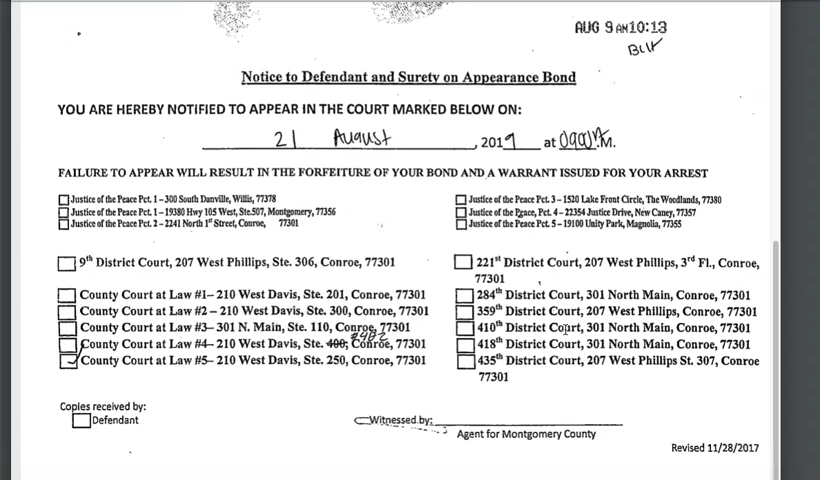 AUG 9 AM 10:13
Notice to Defendant and Surety on Appearance Bond
YOU ARE HEREBY NOTIFIED TO APPEAR IN THE COURT MARKED BELOW ON:
21 August , 2019 at 0900 .M.
FAILURE TO APPEAR WILL RESULT IN THE FORFEITURE OF YOUR BOND AND A WARRANT ISSUED FOR YOUR ARREST
Justice of the Peace Pct. 1 – 300 South Danville, Willis, 77378
Justice of the Peace Pct. 1 – 19380 Hwy 105 West, Ste.507, Montgomery, 77356
Justice of the Peace Pct. 2 – 2241 North 1st Street, Conroe, 77301
Justice of the Peace Pct. 3 – 1520 Lake Front Circle, The Woodlands, 77380
Justice of the Peace, Pct. 4 – 22354 Justice Drive, New Caney, 77357
Justice of the Peace Pct. 5 – 19100 Unity Park, Magnolia, 77355
9th District Court, 207 West Phillips, Ste. 306, Conroe, 77301
County Court at Law #1– 210 West Davis, Ste. 201, Conroe, 77301
County Court at Law #2 – 210 West Davis, Ste. 300, Conroe, 77301
County Court at Law #3– 301 N. Main, Ste. 110, Conroe, 77301
County Court at Law #4– 210 West Davis, Ste. 400, Conroe, 77301
County Court at Law #5– 210 West Davis, Ste. 250, Conroe, 77301
221st District Court, 207 West Phillips, 3rd Fl., Conroe,
77301
284th District Court, 301 North Main, Conroe, 77301
359th District Court, 207 West Phillips, Conroe, 77301
410th District Court, 301 North Main, Conroe, 77301
418th District Court, 301 North Main, Conroe, 77301
435th District Court, 207 West Phillips St. 307, Conroe
77301
Copies received by:
Defendant
Witnessed by:
Agent for Montgomery County
Revised 11/28/2017